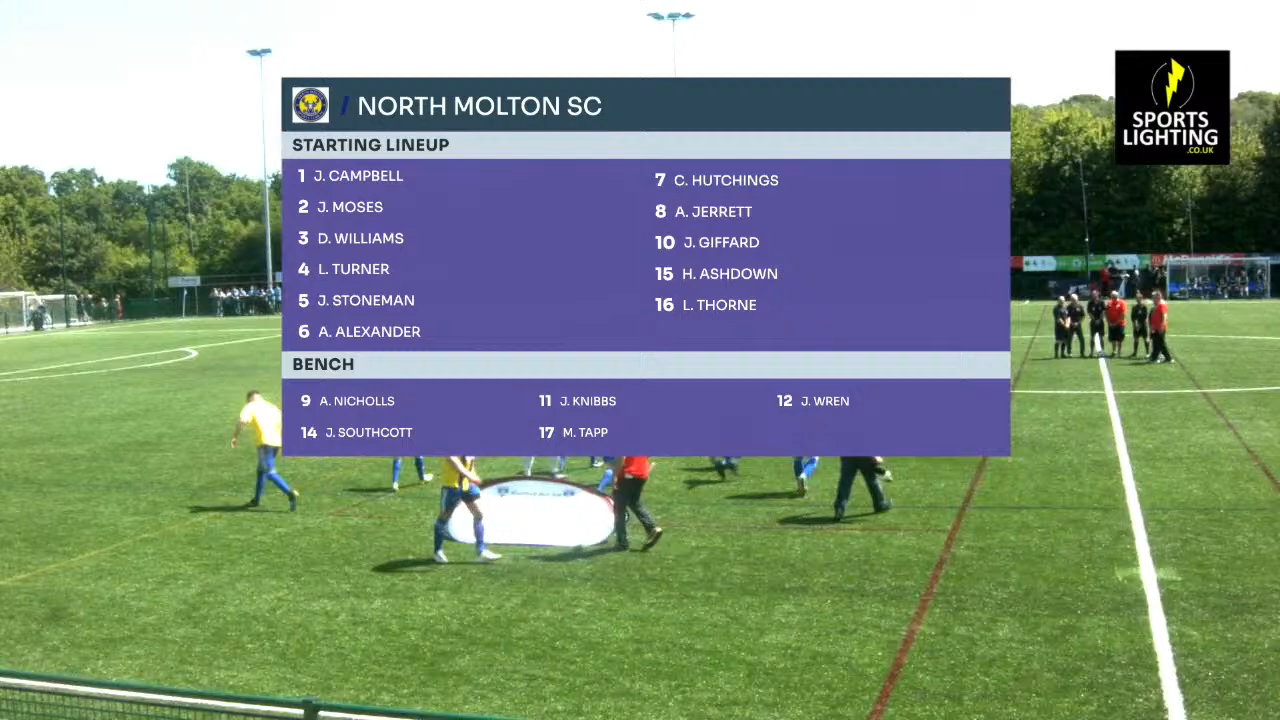 NORTH MOLTON SC
STARTING LINEUP
1 J. CAMPBELL
2 J. MOSES
3 D. WILLIAMS
4 L. TURNER
5 J. STONEMAN
6 A. ALEXANDER
7 C. HUTCHINGS
8 A. JERRETT
10 J. GIFFARD
15 H. ASHDOWN
16 L. THORNE
BENCH
9 A. NICHOLLS
11 J. KNIBBS
12 J. WREN
14 J. SOUTHCOTT
17 M. TAPP
SPORTS
LIGHTING
.CO.UK
McDonald's